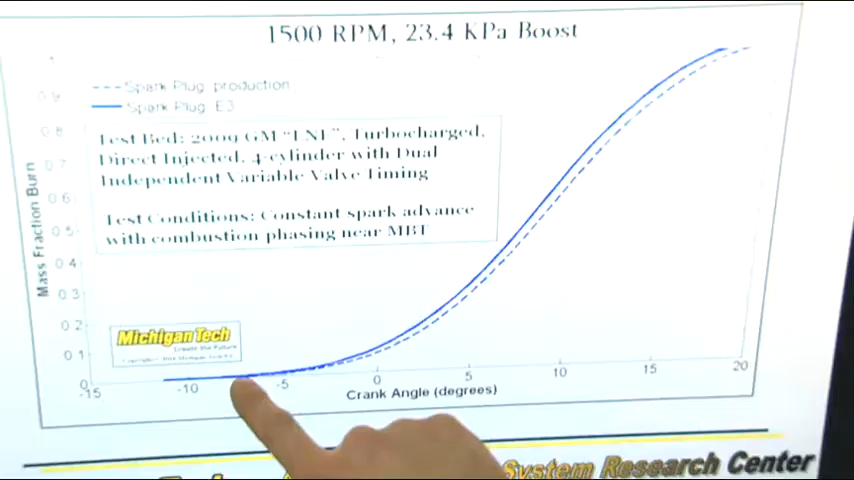 1500 RPM, 23.4 KPa Boost
Spark Plug: production
Spark Plug: E3
Test Bed: 2009 GM "LNF", Turbocharged,
Direct Injected, 4-cylinder with Dual
Independent Variable Valve Timing
Test Conditions: Constant spark advance
with combustion phasing near MBT
Mass Fraction Burn
0.9
0.8
0.7
0.6
0.5
0.4
0.3
0.2
0.1
0
-15
-10
-5
0
5
10
15
20
Crank Angle (degrees)
Michigan Tech
Create the Future
System Research Center